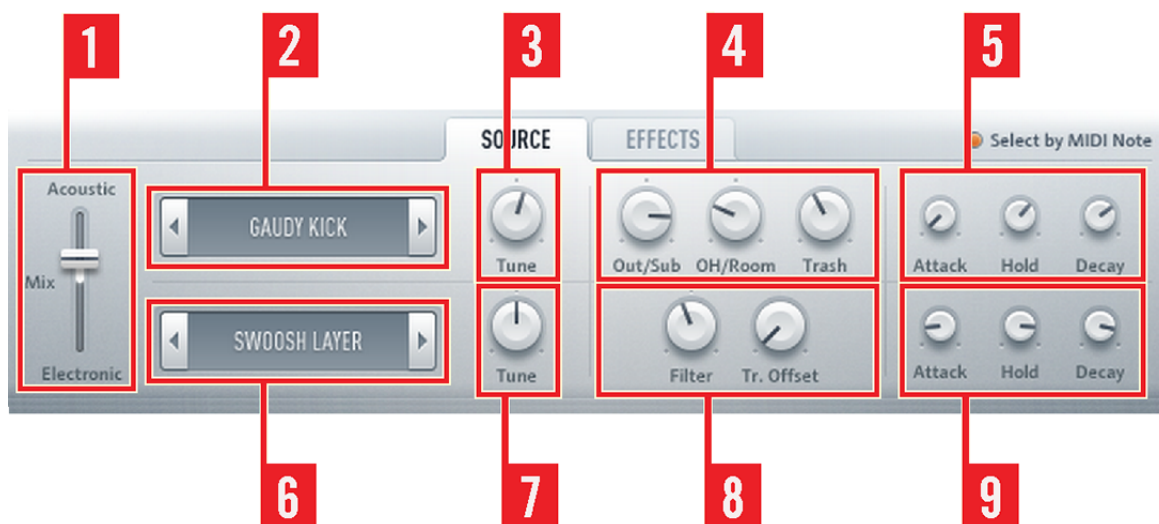 1 2 3 4 5
SOURCE EFFECTS Select by MIDI Note
Acoustic
GAUDY KICK
Tune Out/Sub OH/Room Trash Attack Hold Decay
Mix
SWOOSH LAYER
Electronic Tune Filter Tr. Offset Attack Hold Decay
6 7 8 9